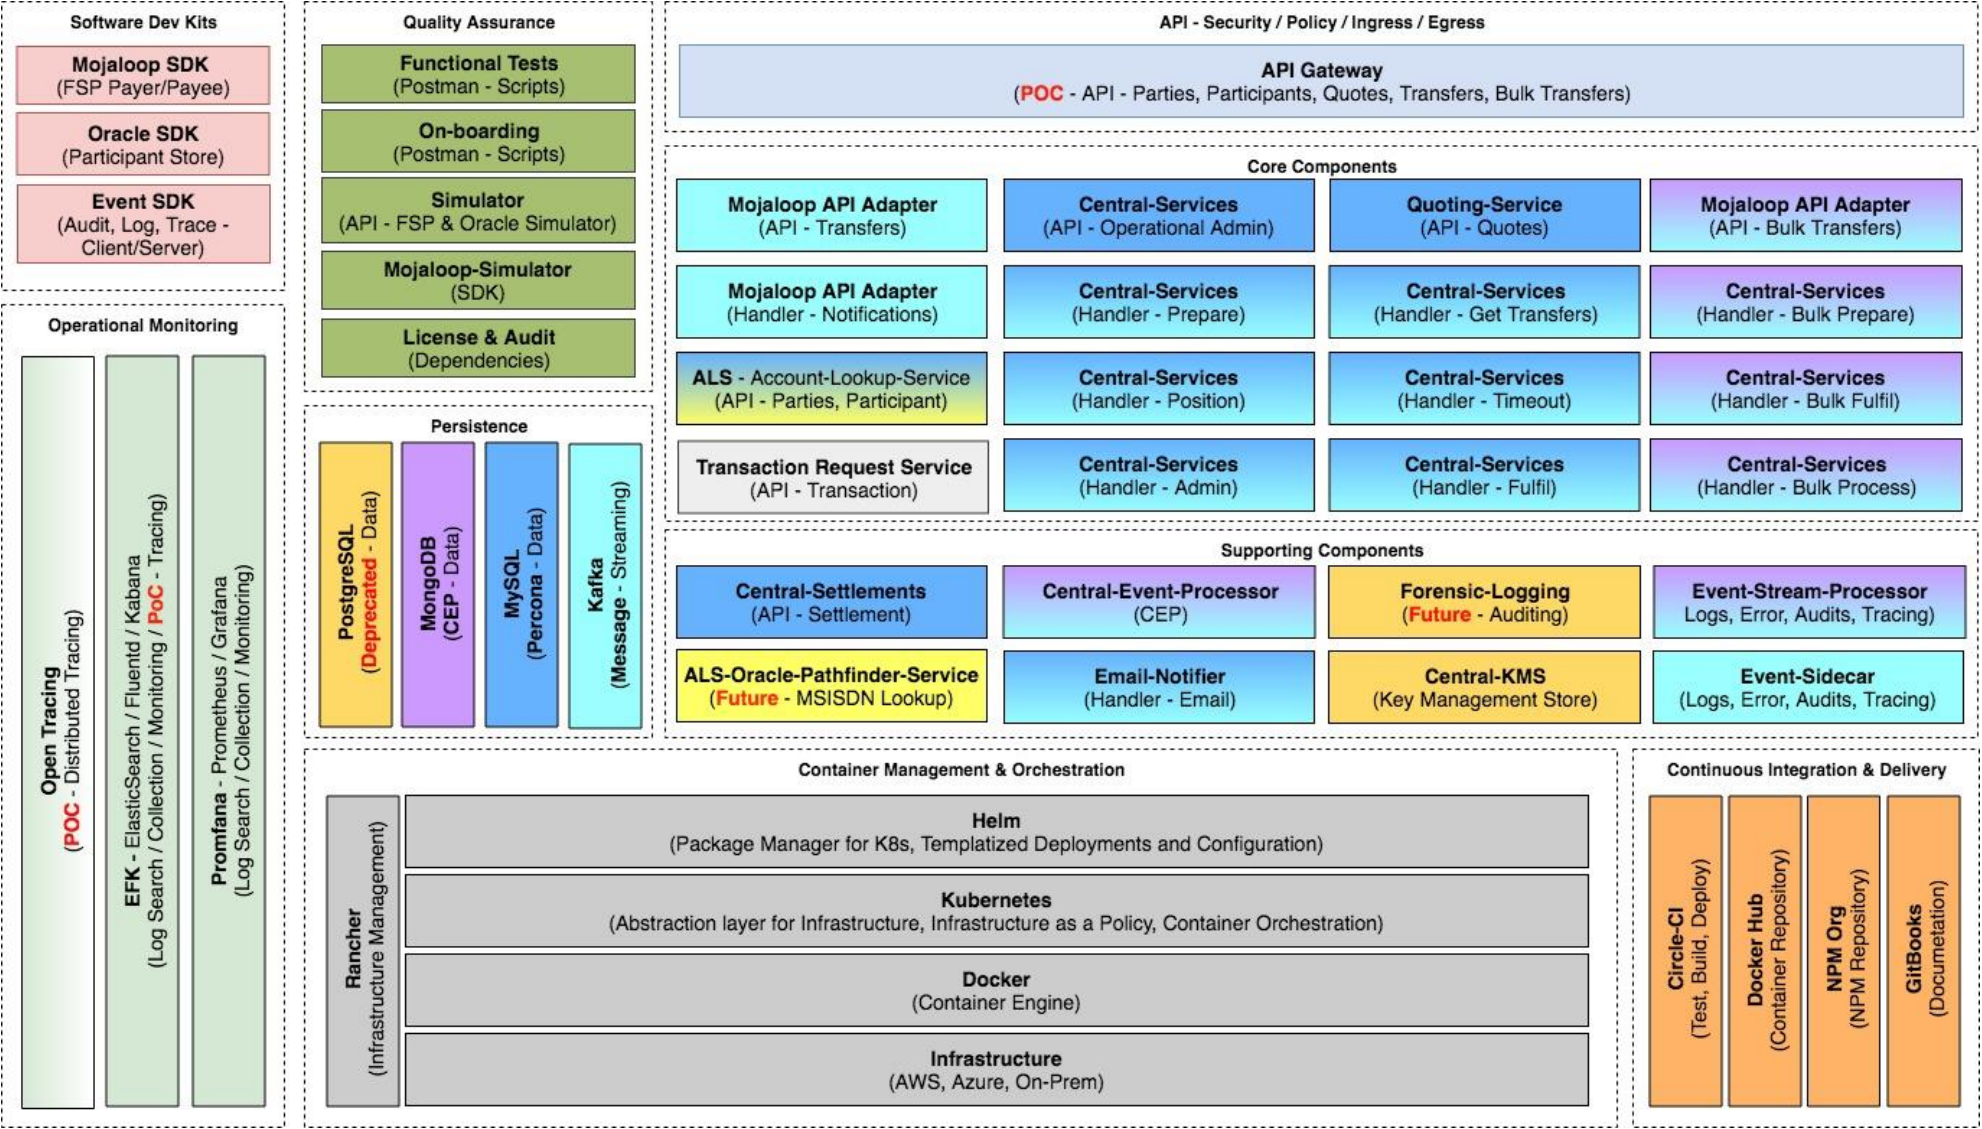 Software Dev Kits
Mojaloop SDK
(FSP Payer/Payee)
Oracle SDK
(Participant Store)
Event SDK
(Audit, Log, Trace -
Client/Server)
Operational Monitoring
Open Tracing
(POC - Distributed Tracing)
EFK - ElasticSearch / Fluentd / Kabana
(Log Search / Collection / Monitoring / PoC - Tracing)
Promfana - Prometheus / Grafana
(Log Search / Collection / Monitoring)
Quality Assurance
Functional Tests
(Postman - Scripts)
On-boarding
(Postman - Scripts)
Simulator
(API - FSP & Oracle Simulator)
Mojaloop-Simulator
(SDK)
License & Audit
(Dependencies)
Persistence
PostgreSQL
(Deprecated - Data)
MongoDB
(CEP - Data)
MySQL
(Percona - Data)
Kafka
(Message - Streaming)
API - Security / Policy / Ingress / Egress
API Gateway
(POC - API - Parties, Participants, Quotes, Transfers, Bulk Transfers)
Core Components
Mojaloop API Adapter
(API - Transfers)
Central-Services
(API - Operational Admin)
Quoting-Service
(API - Quotes)
Mojaloop API Adapter
(API - Bulk Transfers)
Mojaloop API Adapter
(Handler - Notifications)
Central-Services
(Handler - Prepare)
Central-Services
(Handler - Get Transfers)
Central-Services
(Handler - Bulk Prepare)
ALS - Account-Lookup-Service
(API - Parties, Participant)
Central-Services
(Handler - Position)
Central-Services
(Handler - Timeout)
Central-Services
(Handler - Bulk Fulfil)
Transaction Request Service
(API - Transaction)
Central-Services
(Handler - Admin)
Central-Services
(Handler - Fulfil)
Central-Services
(Handler - Bulk Process)
Supporting Components
Central-Settlements
(API - Settlement)
Central-Event-Processor
(CEP)
Forensic-Logging
(Future - Auditing)
Event-Stream-Processor
Logs, Error, Audits, Tracing)
ALS-Oracle-Pathfinder-Service
(Future - MSISDN Lookup)
Email-Notifier
(Handler - Email)
Central-KMS
(Key Management Store)
Event-Sidecar
(Logs, Error, Audits, Tracing)
Container Management & Orchestration
Rancher
(Infrastructure Management)
Helm
(Package Manager for K8s, Templatized Deployments and Configuration)
Kubernetes
(Abstraction layer for Infrastructure, Infrastructure as a Policy, Container Orchestration)
Docker
(Container Engine)
Infrastructure
(AWS, Azure, On-Prem)
Continuous Integration & Delivery
Circle-CI
(Test, Build, Deploy)
Docker Hub
(Container Repository)
NPM Org
(NPM Repository)
GitBooks
(Documetation)